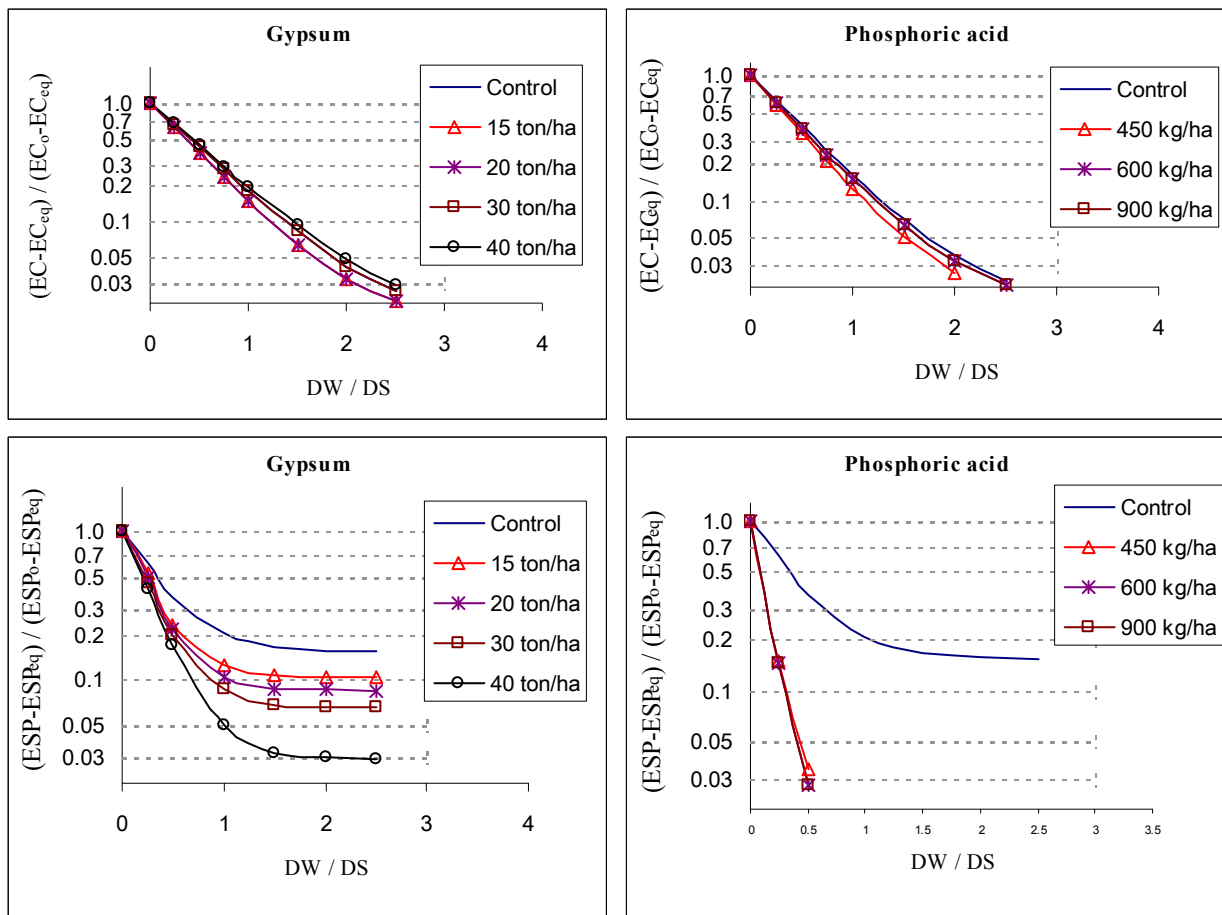 Gypsum
(EC-ECeq) / (ECo-ECeq)
1.0
0.7
0.5
0.3
0.2
0.1
0.05
0.03
0 1 2 3 4
DW / DS
Control
15 ton/ha
20 ton/ha
30 ton/ha
40 ton/ha
Phosphoric acid
(EC-ECeq) / (ECo-ECeq)
1.0
0.7
0.5
0.3
0.2
0.1
0.05
0.03
0 1 2 3 4
DW / DS
Control
450 kg/ha
600 kg/ha
900 kg/ha
Gypsum
(ESP-ESPeq) / (ESPo-ESPeq)
1.0
0.7
0.5
0.3
0.2
0.1
0.05
0.03
0 1 2 3 4
DW / DS
Control
15 ton/ha
20 ton/ha
30 ton/ha
40 ton/ha
Phosphoric acid
(ESP-ESPeq) / (ESPo-ESPeq)
1.0
0.7
0.5
0.3
0.2
0.1
0.05
0.03
0 0.5 1 1.5 2 2.5 3 3.5
DW / DS
Control
450 kg/ha
600 kg/ha
900 kg/ha